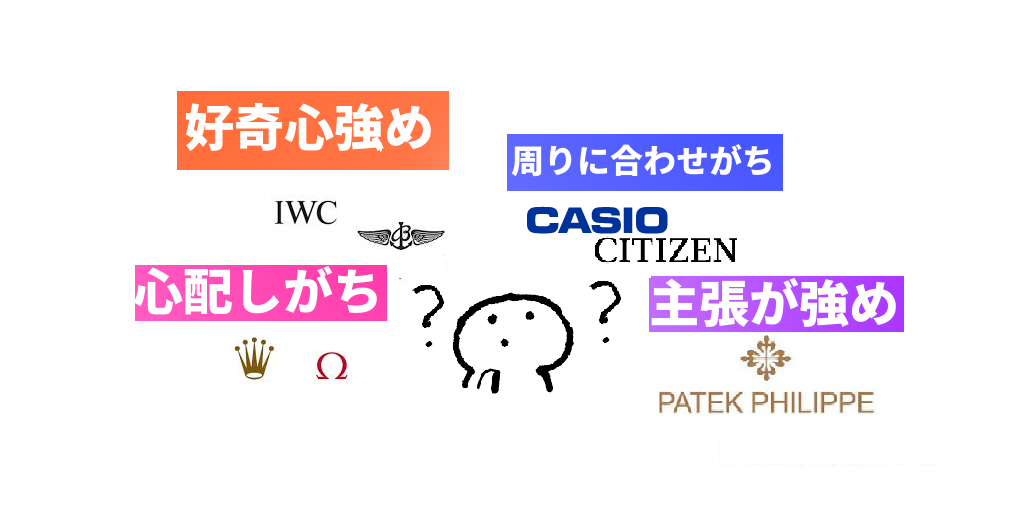 好奇心強め
IWC
B
周りに合わせがち
CASIO
CITIZEN
心配しがち
Ω
? ?
主張が強め
PATEK PHILIPPE